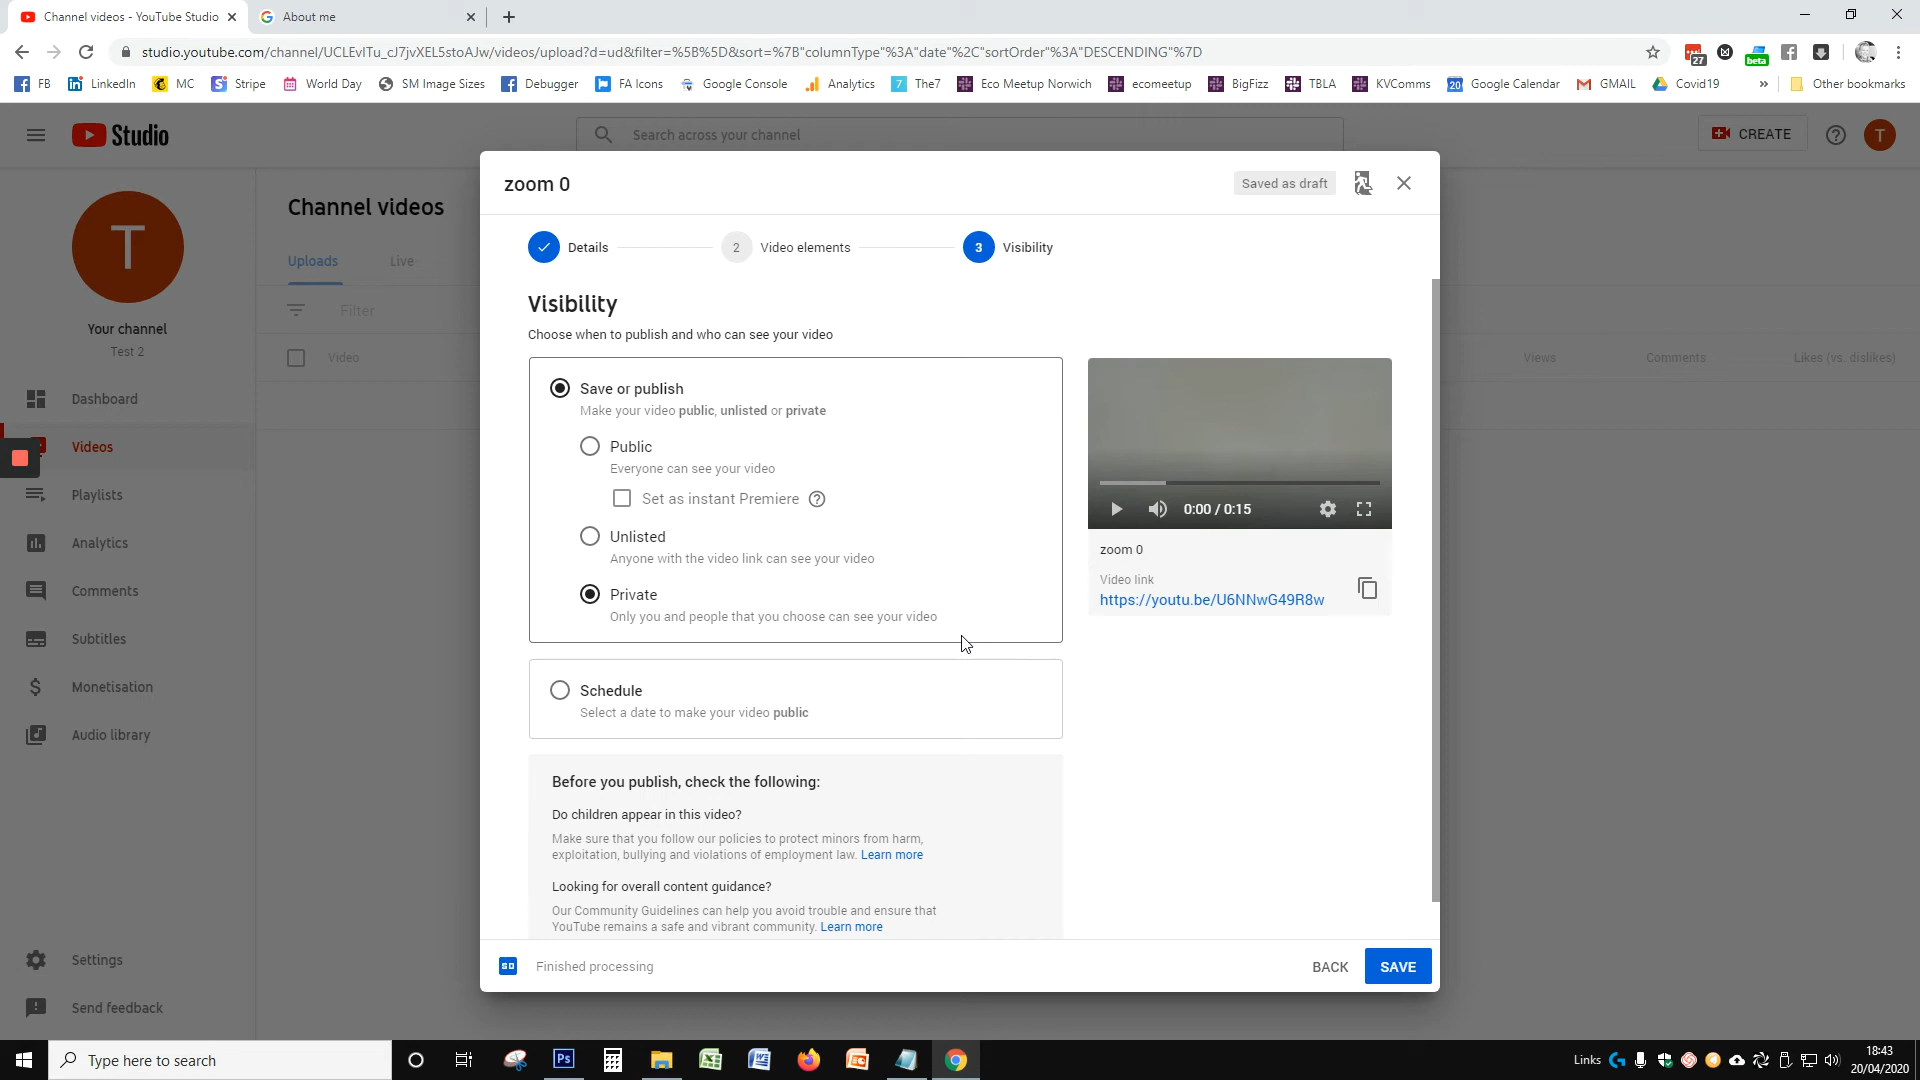 Channel videos - YouTube Studio
About me
studio.youtube.com/channel/UCLEvITu_cJ7jvXEL5stoAJw/videos/upload?d=ud&filter=%5B%5D&sort=%7B"columnType"%3A"date"%2C"sortOrder"%3A"DESCENDING"%7D
27
beta
FB
LinkedIn
MC
Stripe
World Day
SM Image Sizes
Debugger
FA Icons
Google Console
Analytics
7 The7
Eco Meetup Norwich
ecomeetup
BigFizz
TBLA
KVComms
20 Google Calendar
GMAIL
Covid19
»
Other bookmarks
Studio
Search across your channel
CREATE
T
T
Your channel
Test 2
Dashboard
Videos
Playlists
Analytics
Comments
Subtitles
Monetisation
Audio library
Settings
Send feedback
Channel videos
Uploads
Live
Filter
Video
Views
Comments
Likes (vs. dislikes)
zoom 0
Saved as draft
Details
2 Video elements
3 Visibility
Visibility
Choose when to publish and who can see your video
Save or publish
Make your video public, unlisted or private
Public
Everyone can see your video
Set as instant Premiere
Unlisted
Anyone with the video link can see your video
Private
Only you and people that you choose can see your video
Schedule
Select a date to make your video public
Before you publish, check the following:
Do children appear in this video?
Make sure that you follow our policies to protect minors from harm,
exploitation, bullying and violations of employment law. Learn more
Looking for overall content guidance?
Our Community Guidelines can help you avoid trouble and ensure that
YouTube remains a safe and vibrant community. Learn more
0:00 / 0:15
zoom 0
Video link
https://youtu.be/U6NNwG49R8w
SD
Finished processing
BACK
SAVE
Type here to search
Ps
Links
18:43
20/04/2020